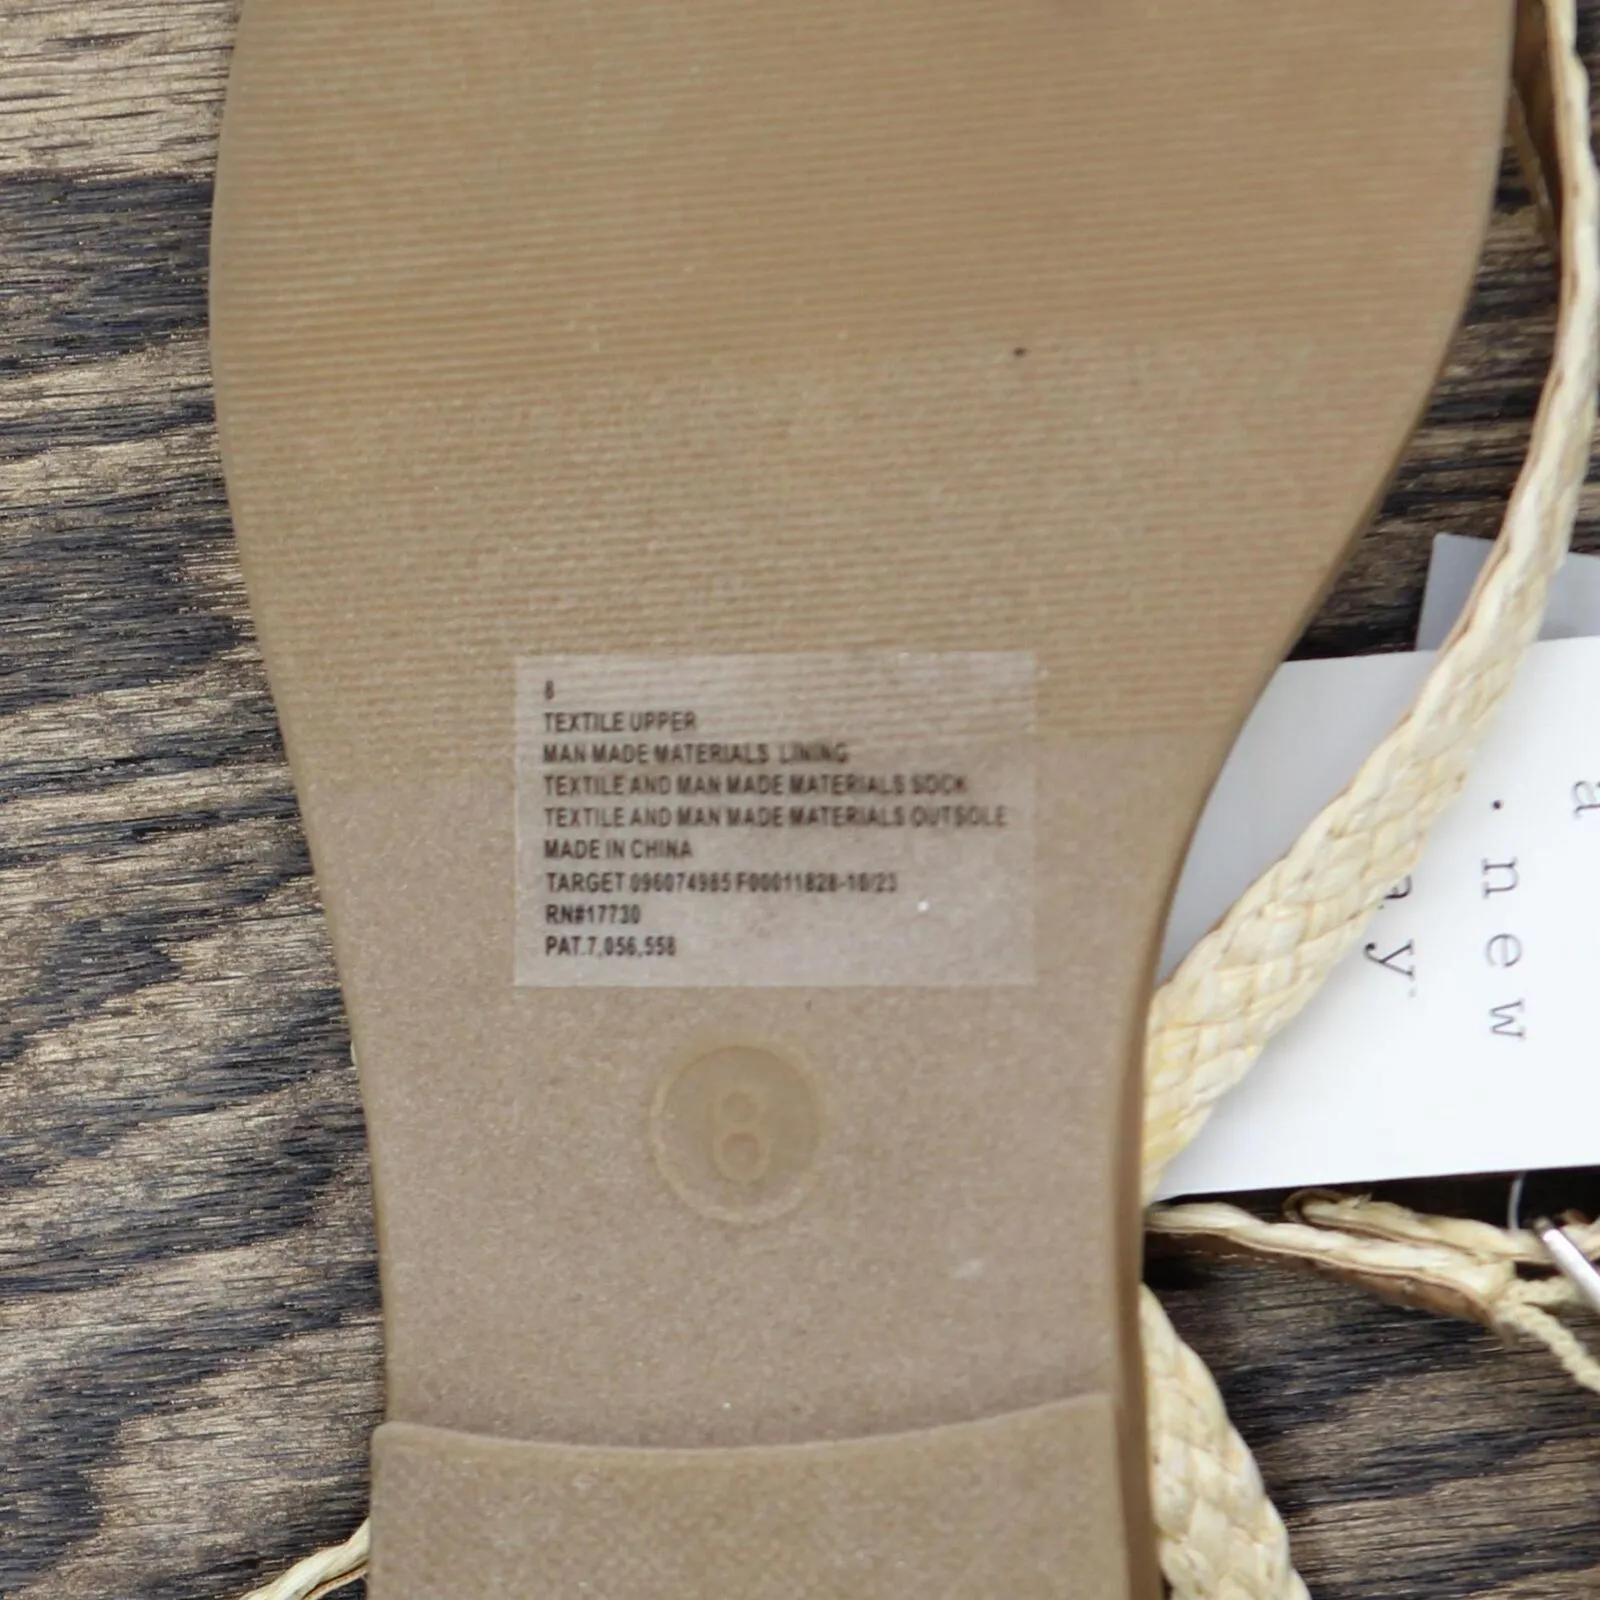 8
TEXTILE UPPER
MAN MADE MATERIALS LINING
TEXTILE AND MAN MADE MATERIALS SOCK
TEXTILE AND MAN MADE MATERIALS OUTSOLE
MADE IN CHINA
TARGET 096074985 F00011828-10/23
RN#17730
PAT.7,056,558
8
a
.new
ay